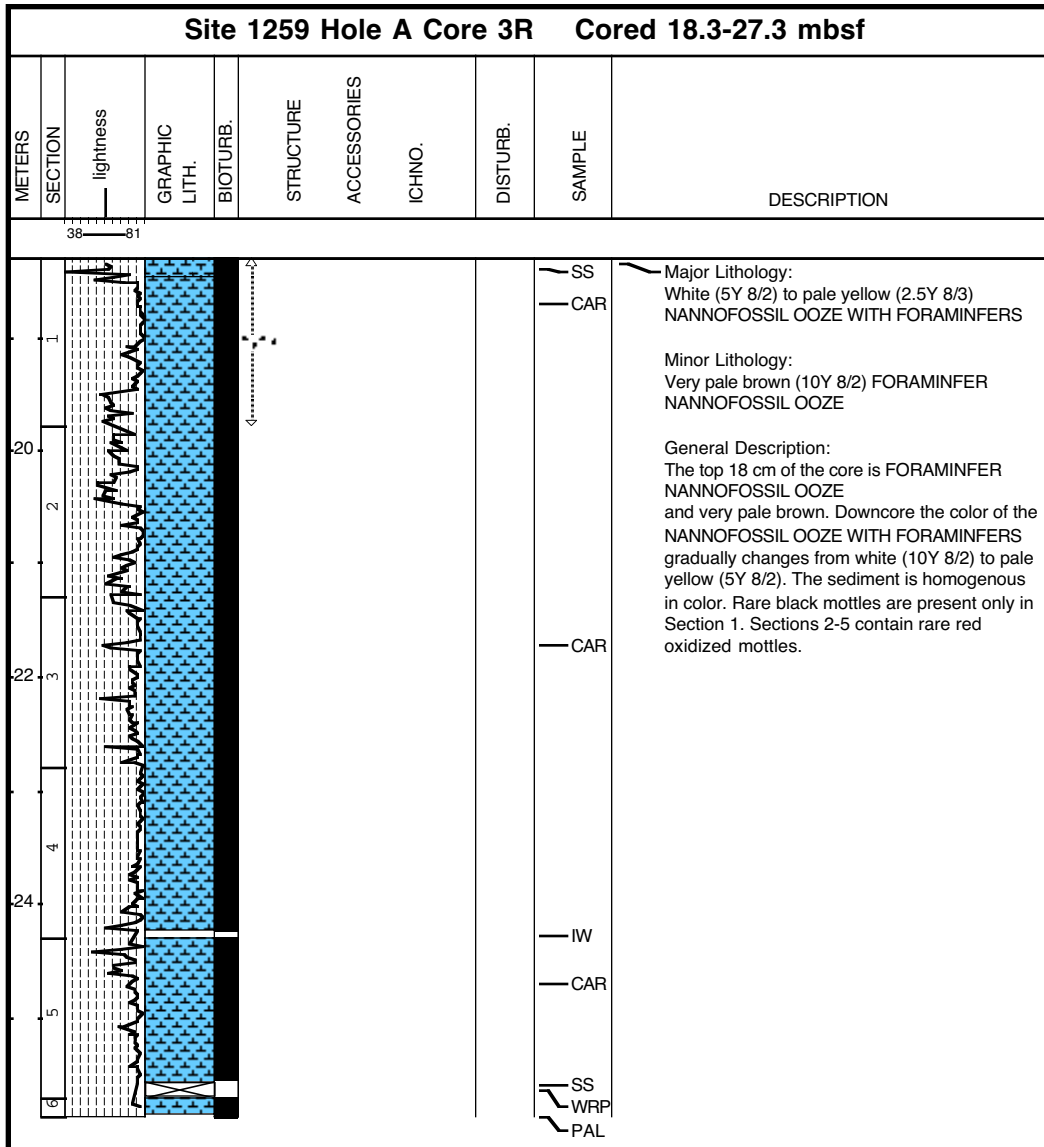 Site 1259 Hole A Core 3R Cored 18.3-27.3 mbsf
METERS
SECTION
lightness
GRAPHIC
LITH.
BIOTURB.
STRUCTURE
ACCESSORIES
ICHNO.
DISTURB.
SAMPLE
DESCRIPTION
38 81
1
2
3
4
5
6
20
22
24
SS
CAR
CAR
IW
CAR
SS
WRP
PAL
Major Lithology:
White (5Y 8/2) to pale yellow (2.5Y 8/3)
NANNOFOSSIL OOZE WITH FORAMINFERS
Minor Lithology:
Very pale brown (10Y 8/2) FORAMINFER
NANNOFOSSIL OOZE
General Description:
The top 18 cm of the core is FORAMINFER
NANNOFOSSIL OOZE
and very pale brown. Downcore the color of the
NANNOFOSSIL OOZE WITH FORAMINFERS
gradually changes from white (10Y 8/2) to pale
yellow (5Y 8/2). The sediment is homogenous
in color. Rare black mottles are present only in
Section 1. Sections 2-5 contain rare red
oxidized mottles.